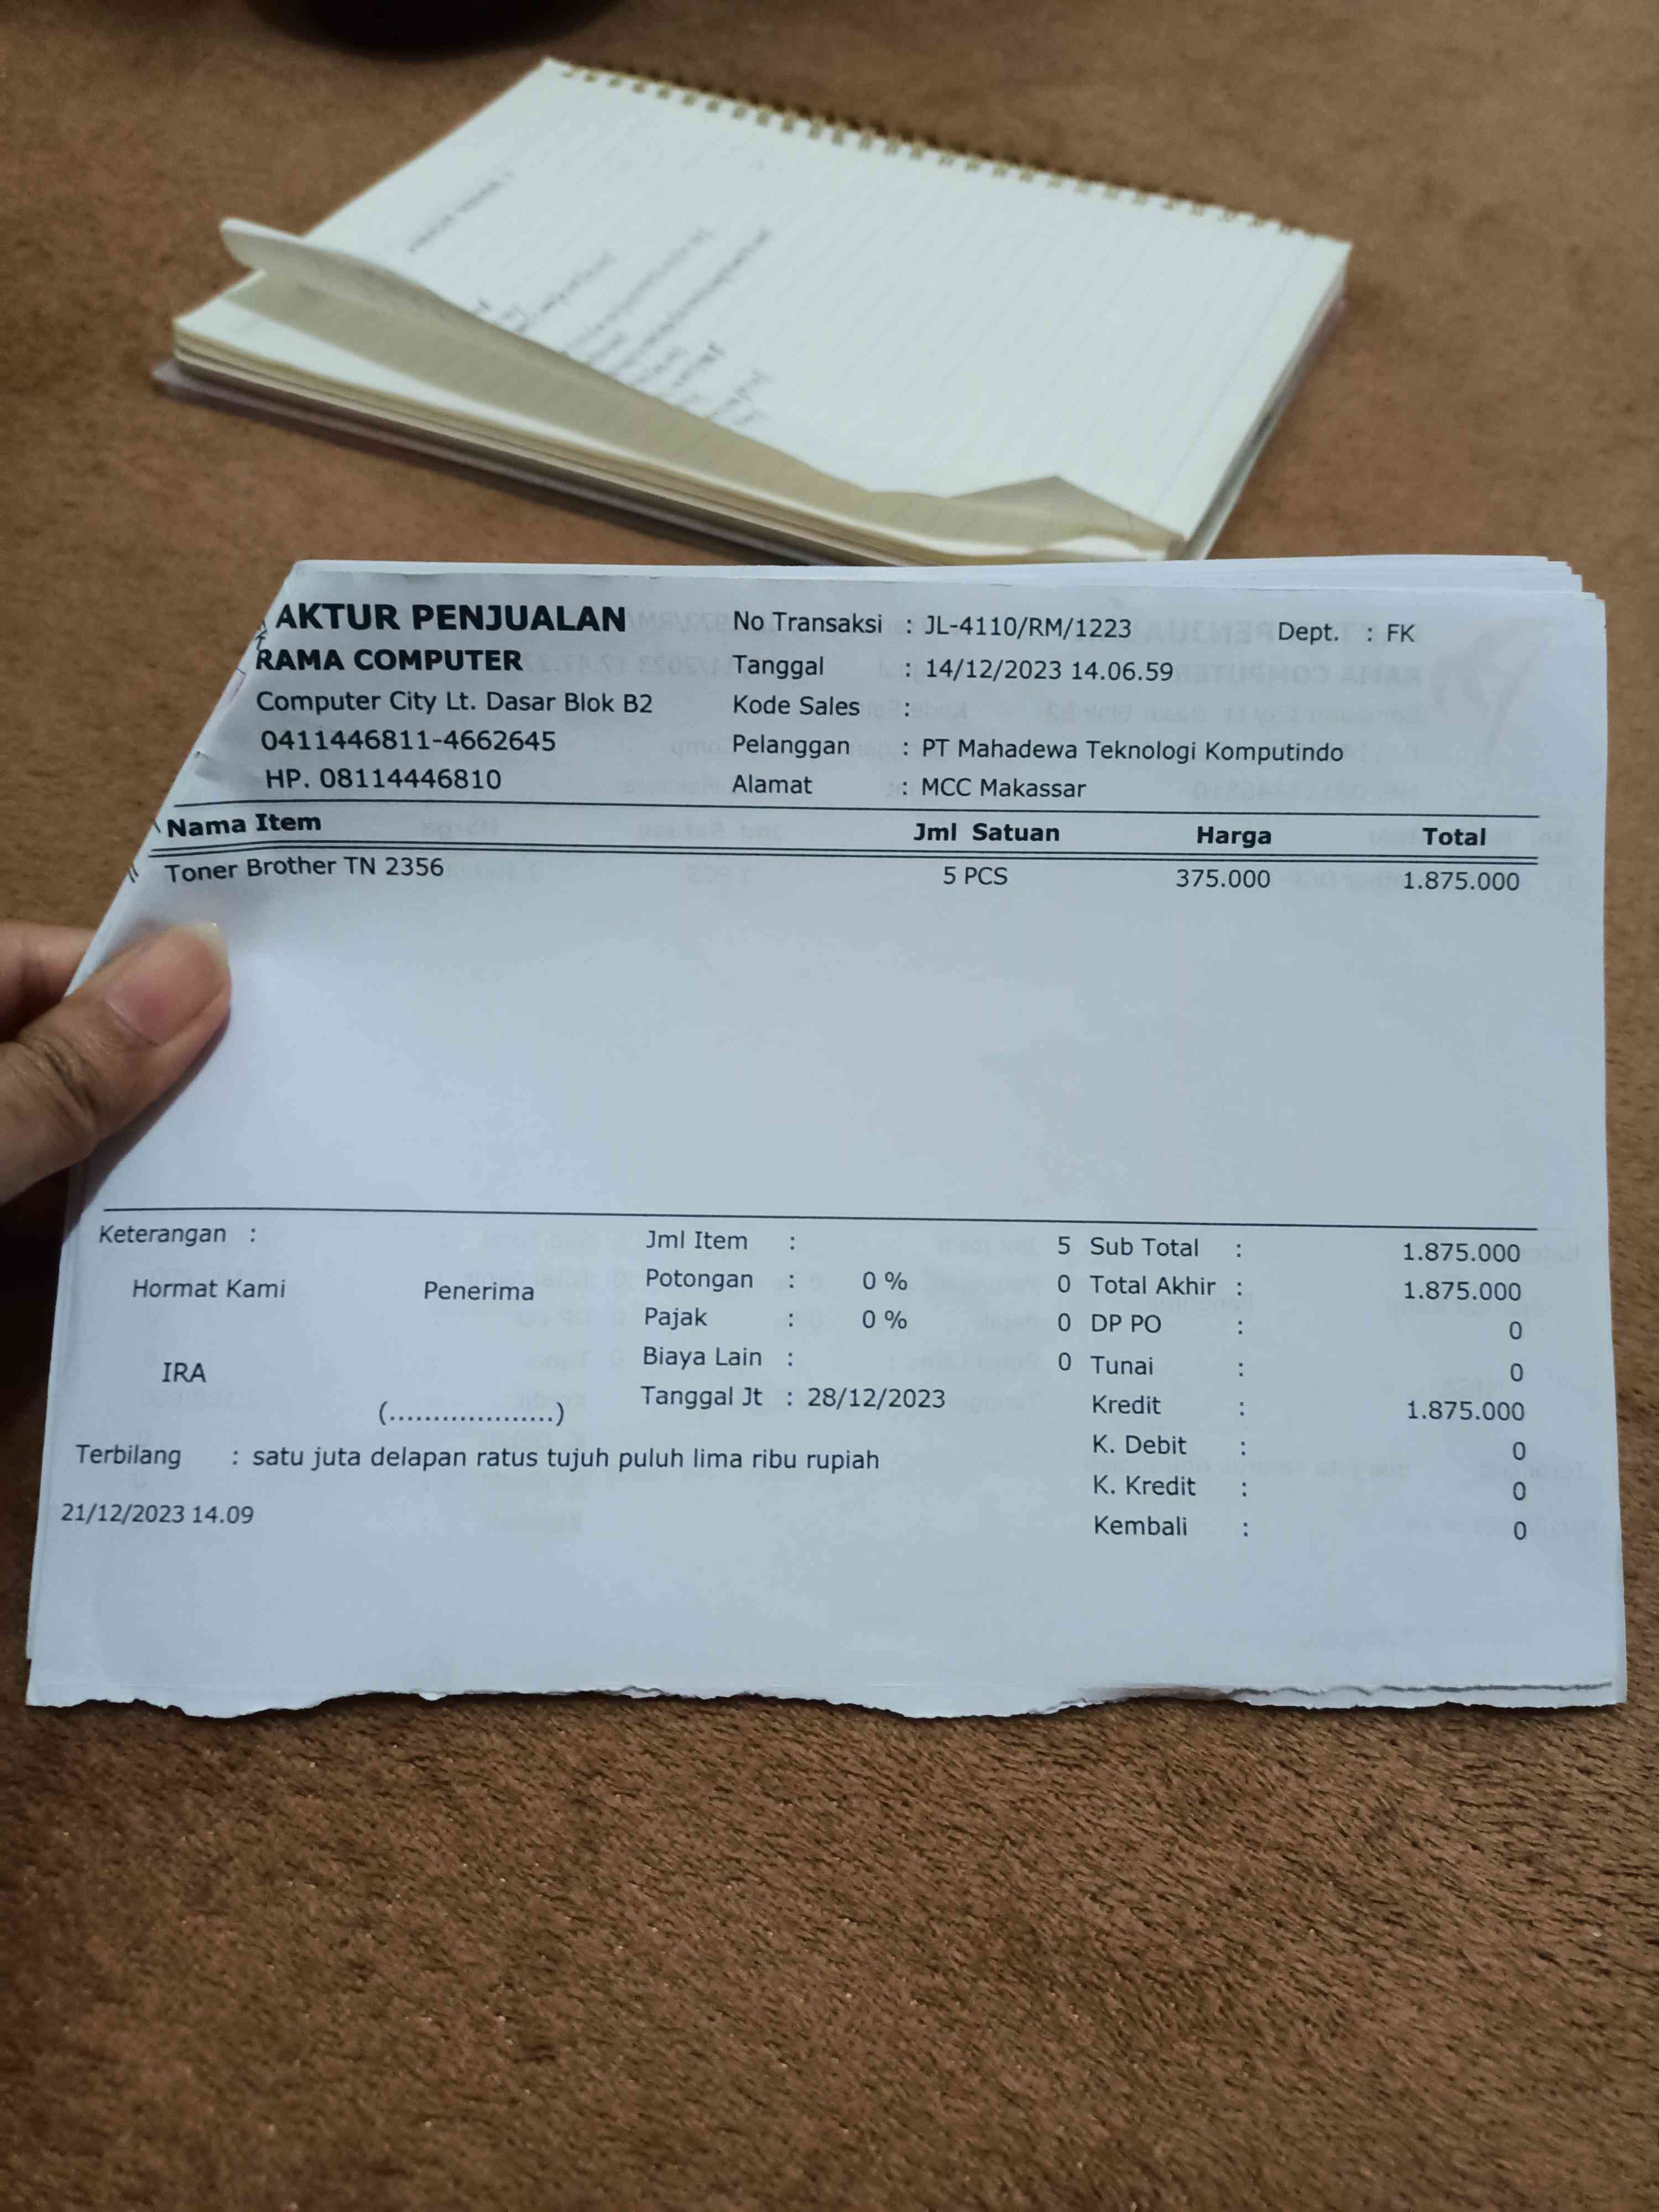 AKTUR PENJUALAN
RAMA COMPUTER
Computer City Lt. Dasar Blok B2
0411446811-4662645
HP. 08114446810
No Transaksi : JL-4110/RM/1223
Dept. : FK
Tanggal : 14/12/2023 14.06.59
Kode Sales :
Pelanggan : PT Mahadewa Teknologi Komputindo
Alamat : MCC Makassar
Nama Item Jml Satuan Harga Total
Toner Brother TN 2356 5 PCS 375.000 1.875.000
Keterangan :
Hormat Kami Penerima
IRA
(...................)
Jml Item : 5
Potongan : 0 % 0
Pajak : 0 % 0
Biaya Lain : 0
Tanggal Jt : 28/12/2023
Sub Total : 1.875.000
Total Akhir : 1.875.000
DP PO : 0
Tunai : 0
Kredit : 1.875.000
K. Debit : 0
K. Kredit : 0
Kembali : 0
Terbilang : satu juta delapan ratus tujuh puluh lima ribu rupiah
21/12/2023 14.09